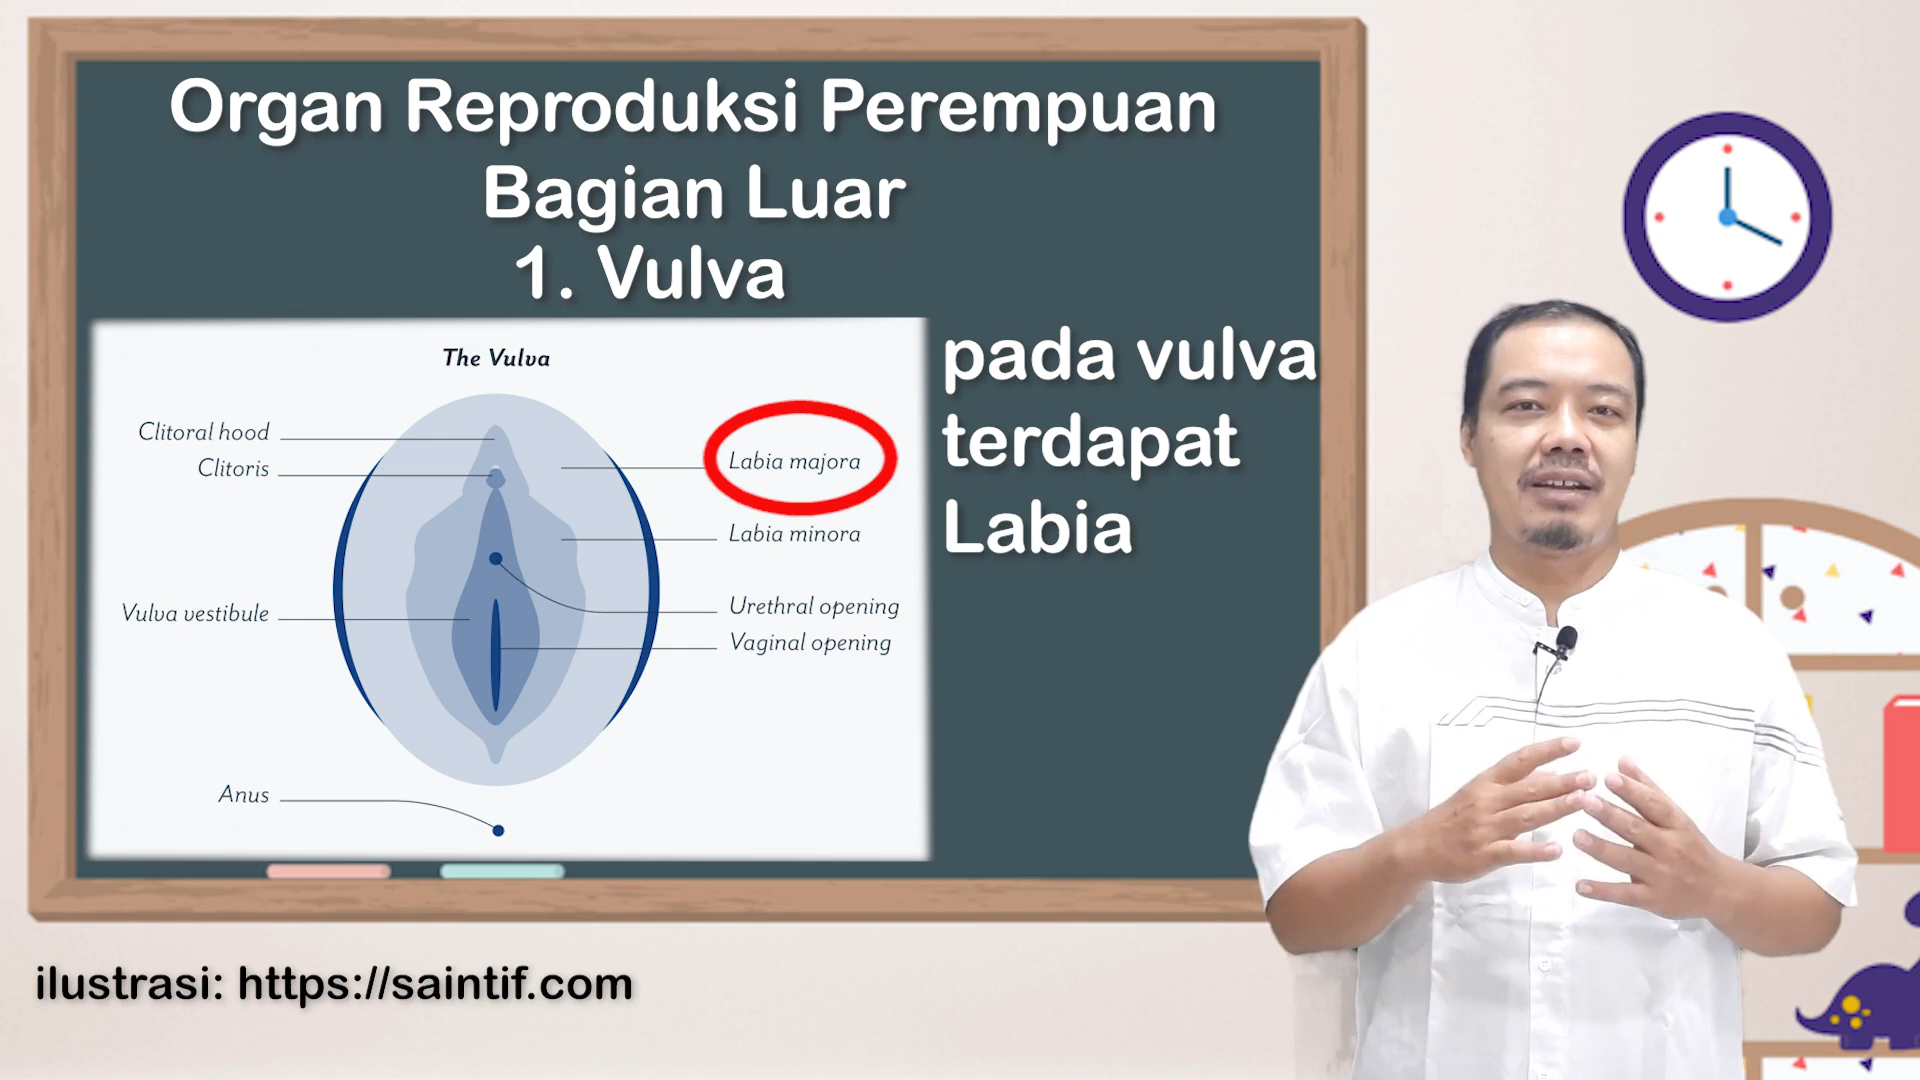 Organ Reproduksi Perempuan
Bagian Luar
1. Vulva
The Vulva
Clitoral hood
Clitoris
Vulva vestibule
Anus
Labia majora
Labia minora
Urethral opening
Vaginal opening
pada vulva
terdapat
Labia
ilustrasi: https://saintif.com